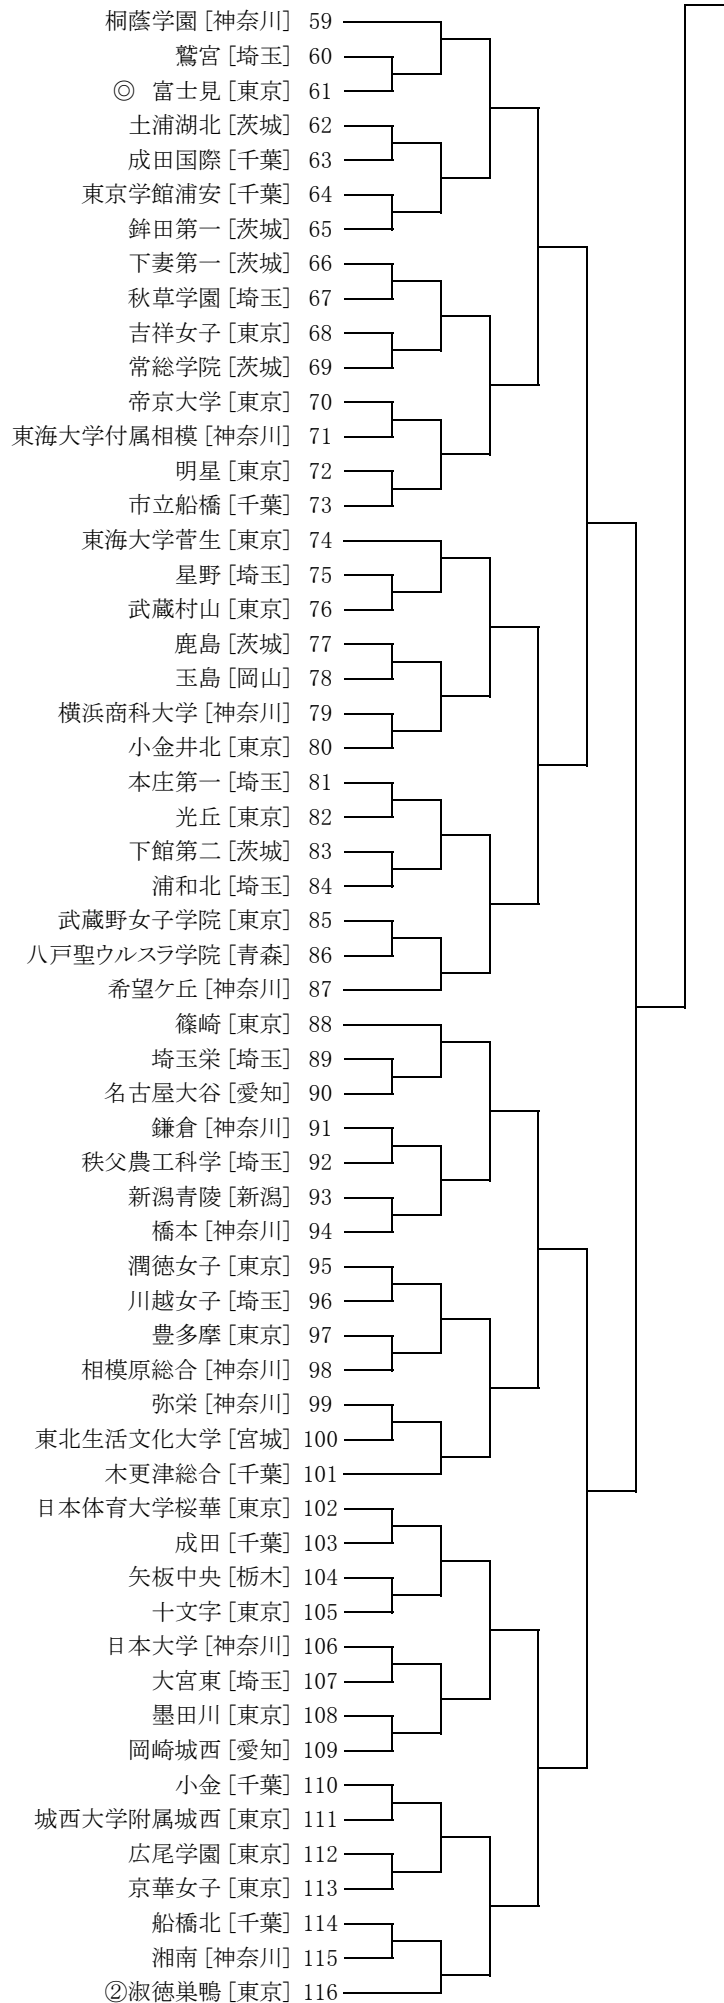 桐蔭学園 [神奈川] 59
鷲宮 [埼玉] 60
◎ 富士見 [東京] 61
土浦湖北 [茨城] 62
成田国際 [千葉] 63
東京学館浦安 [千葉] 64
鉾田第一 [茨城] 65
下妻第一 [茨城] 66
秋草学園 [埼玉] 67
吉祥女子 [東京] 68
常総学院 [茨城] 69
帝京大学 [東京] 70
東海大学付属相模 [神奈川] 71
明星 [東京] 72
市立船橋 [千葉] 73
東海大学菅生 [東京] 74
星野 [埼玉] 75
武蔵村山 [東京] 76
鹿島 [茨城] 77
玉島 [岡山] 78
横浜商科大学 [神奈川] 79
小金井北 [東京] 80
本庄第一 [埼玉] 81
光丘 [東京] 82
下館第二 [茨城] 83
浦和北 [埼玉] 84
武蔵野女子学院 [東京] 85
八戸聖ウルスラ学院 [青森] 86
希望ケ丘 [神奈川] 87
篠崎 [東京] 88
埼玉栄 [埼玉] 89
名古屋大谷 [愛知] 90
鎌倉 [神奈川] 91
秩父農工科学 [埼玉] 92
新潟青陵 [新潟] 93
橋本 [神奈川] 94
潤徳女子 [東京] 95
川越女子 [埼玉] 96
豊多摩 [東京] 97
相模原総合 [神奈川] 98
弥栄 [神奈川] 99
東北生活文化大学 [宮城] 100
木更津総合 [千葉] 101
日本体育大学桜華 [東京] 102
成田 [千葉] 103
矢板中央 [栃木] 104
十文字 [東京] 105
日本大学 [神奈川] 106
大宮東 [埼玉] 107
墨田川 [東京] 108
岡崎城西 [愛知] 109
小金 [千葉] 110
城西大学附属城西 [東京] 111
広尾学園 [東京] 112
京華女子 [東京] 113
船橋北 [千葉] 114
湘南 [神奈川] 115
②淑徳巣鴨 [東京] 116